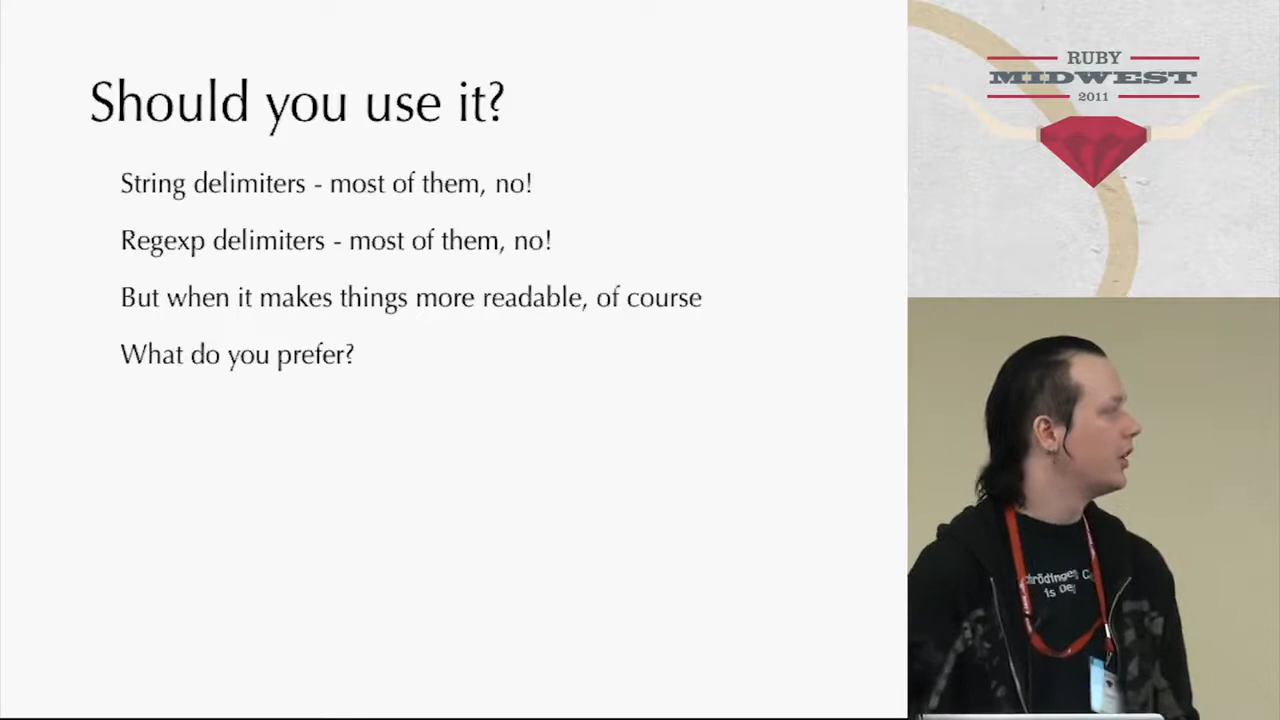 Should you use it?
String delimiters - most of them, no!
Regexp delimiters - most of them, no!
But when it makes things more readable, of course
What do you prefer?
RUBY
MIDWEST
2011
is